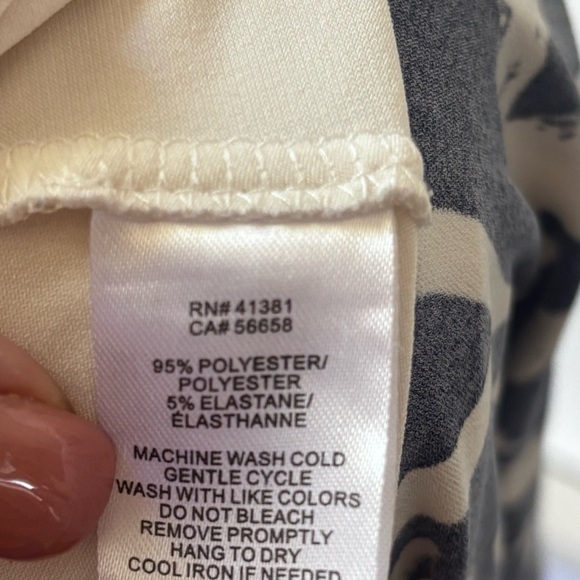 RN# 41381
CA# 56658
95% POLYESTER/
POLYESTER
5% ELASTANE/
ÉLASTHANNE
MACHINE WASH COLD
GENTLE CYCLE
WASH WITH LIKE COLORS
DO NOT BLEACH
REMOVE PROMPTLY
HANG TO DRY
COOL IRON IF NEEDED